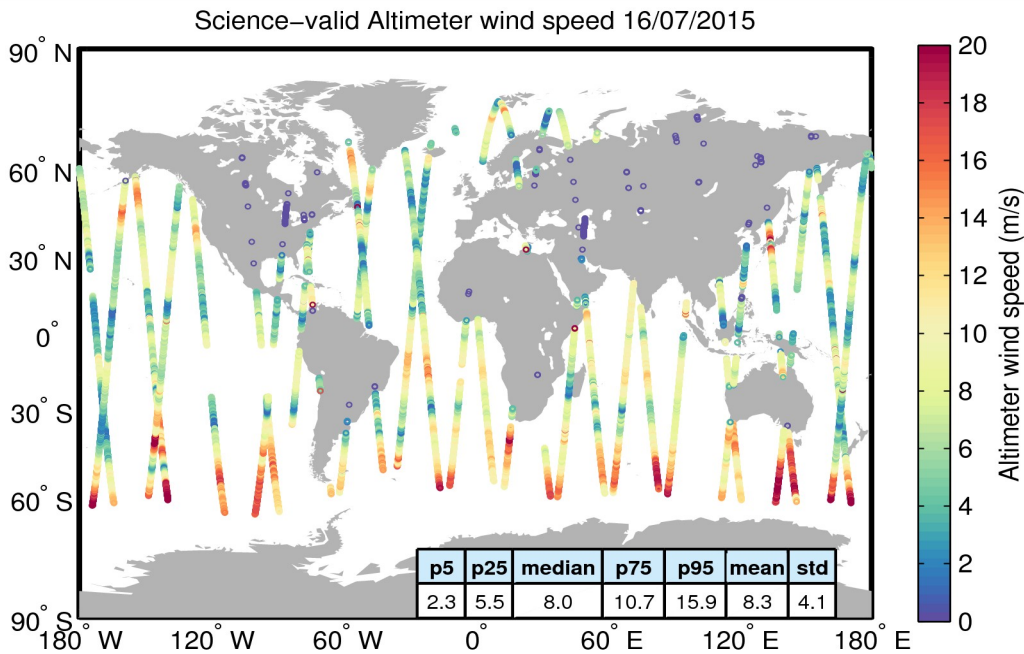 Science−valid Altimeter wind speed 16/07/2015
90° N
60° N
30° N
0°
30° S
60° S
90° S
180° W
120° W
60° W
0°
60° E
120° E
180° E
p5 p25 median p75 p95 mean std
2.3 5.5 8.0 10.7 15.9 8.3 4.1
20
18
16
14
12
10
8
6
4
2
0
Altimeter wind speed (m/s)